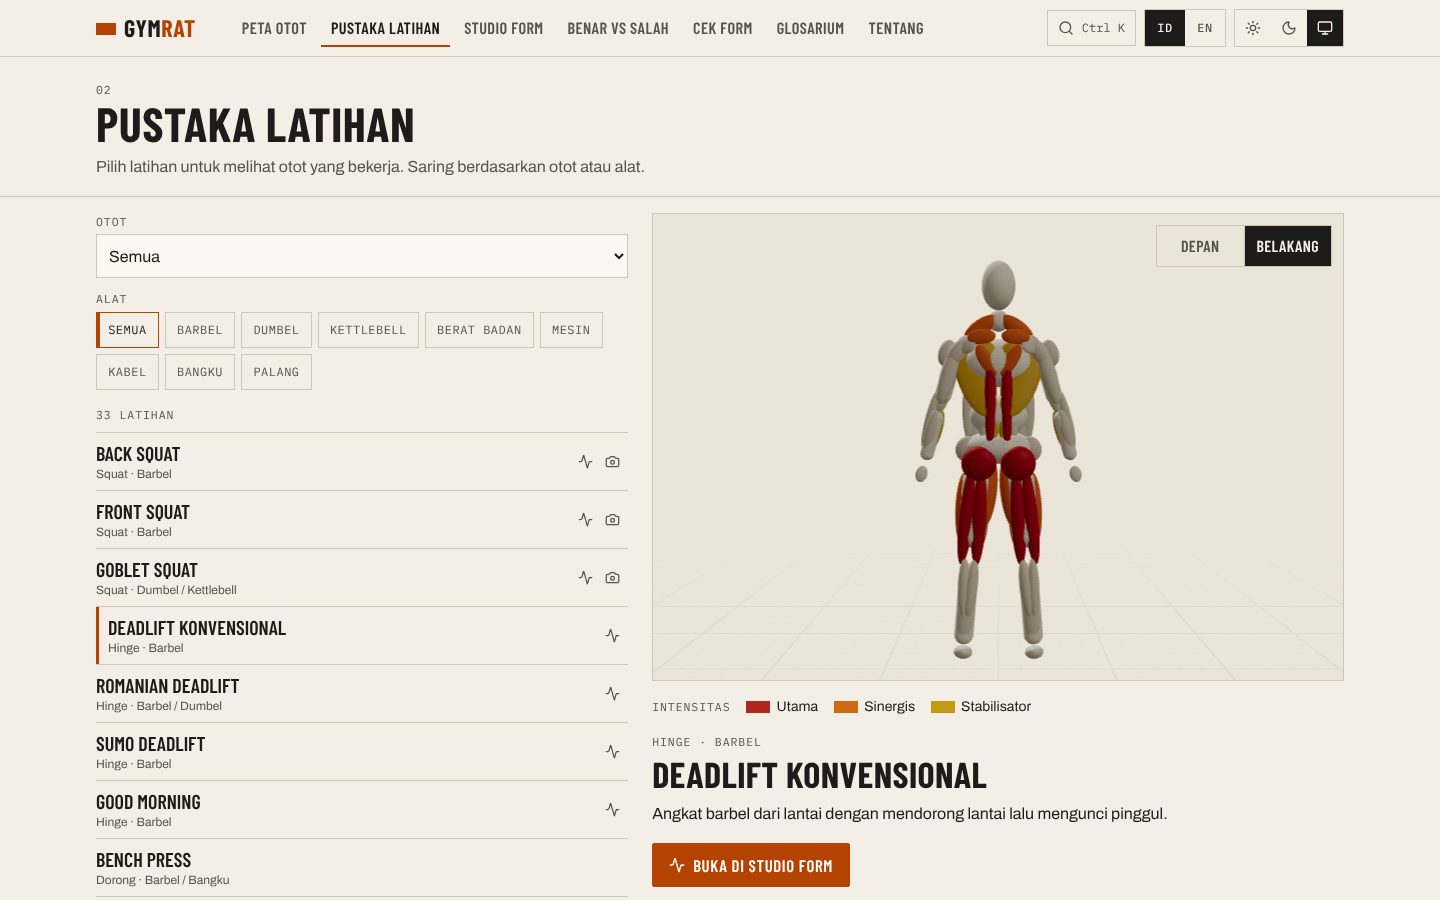 GYMRAT
PETA OTOT
PUSTAKA LATIHAN
STUDIO FORM
BENAR VS SALAH
CEK FORM
GLOSARIUM
TENTANG
Ctrl K
ID
EN
02
PUSTAKA LATIHAN
Pilih latihan untuk melihat otot yang bekerja. Saring berdasarkan otot atau alat.
OTOT
Semua
ALAT
SEMUA
BARBEL
DUMBEL
KETTLEBELL
BERAT BADAN
MESIN
KABEL
BANGKU
PALANG
33 LATIHAN
BACK SQUAT
Squat · Barbel
FRONT SQUAT
Squat · Barbel
GOBLET SQUAT
Squat · Dumbel / Kettlebell
DEADLIFT KONVENSIONAL
Hinge · Barbel
ROMANIAN DEADLIFT
Hinge · Barbel / Dumbel
SUMO DEADLIFT
Hinge · Barbel
GOOD MORNING
Hinge · Barbel
BENCH PRESS
Dorong · Barbel / Bangku
DEPAN
BELAKANG
INTENSITAS
Utama
Sinergis
Stabilisator
HINGE · BARBEL
DEADLIFT KONVENSIONAL
Angkat barbel dari lantai dengan mendorong lantai lalu mengunci pinggul.
BUKA DI STUDIO FORM